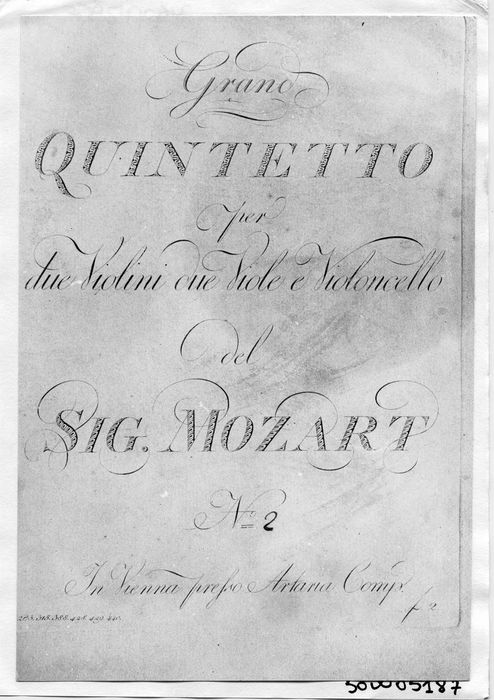 Grand
QUINTETTO
per
due Violini due Viole e Violoncello
del
SIG. MOZART
No. 2
In Vienna presso Artaria Comp.
f 2